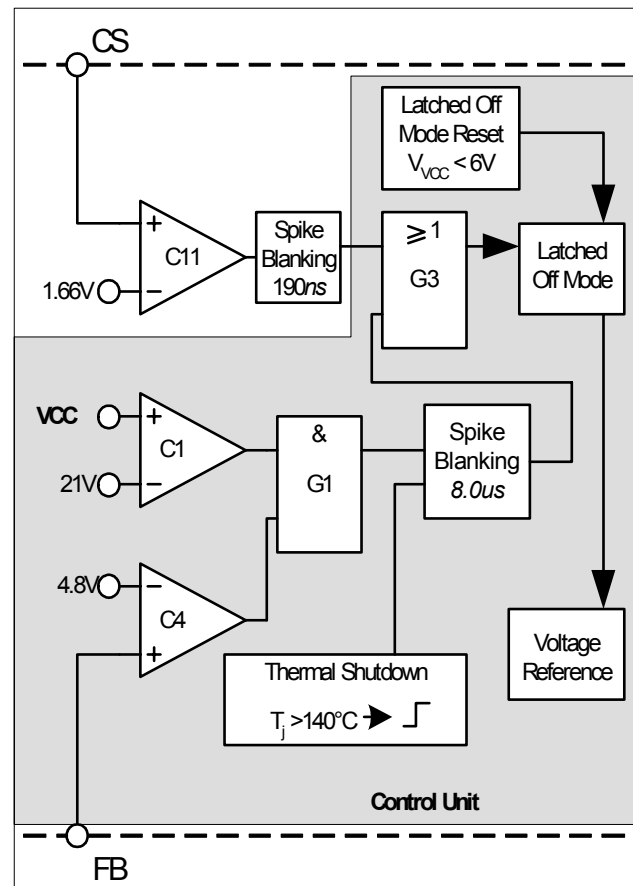 CS
Latched Off
Mode Reset
V_VCC < 6V
+
C11
−
1.66V
Spike
Blanking
190ns
≥ 1
G3
Latched
Off Mode
VCC
+
C1
−
21V
&
G1
Spike
Blanking
8.0us
4.8V
−
C4
+
Thermal Shutdown
T_j >140°C
Voltage
Reference
Control Unit
FB